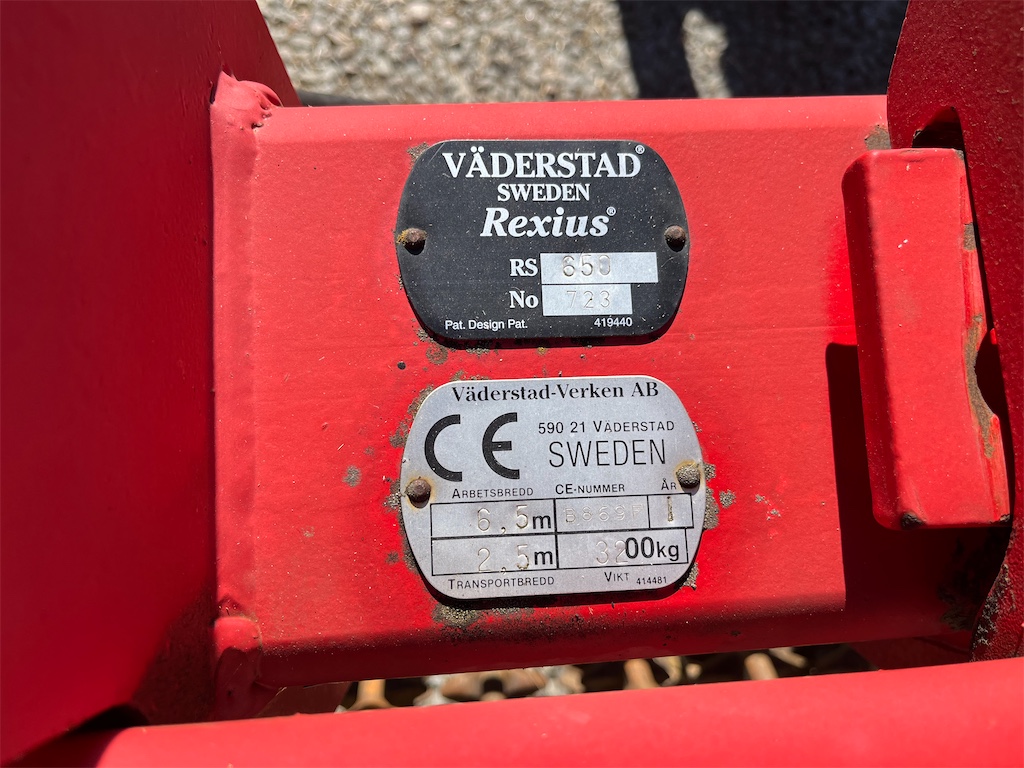 VÄDERSTAD®
SWEDEN
Rexius®
RS 650
No 723
Pat. Design Pat. 419440
Väderstad-Verken AB
CE 590 21 VÄDERSTAD
SWEDEN
ARBETSBREDD CE-NUMMER ÅR
6,5m I
2,5m 3200kg
TRANSPORTBREDD VIKT 414481